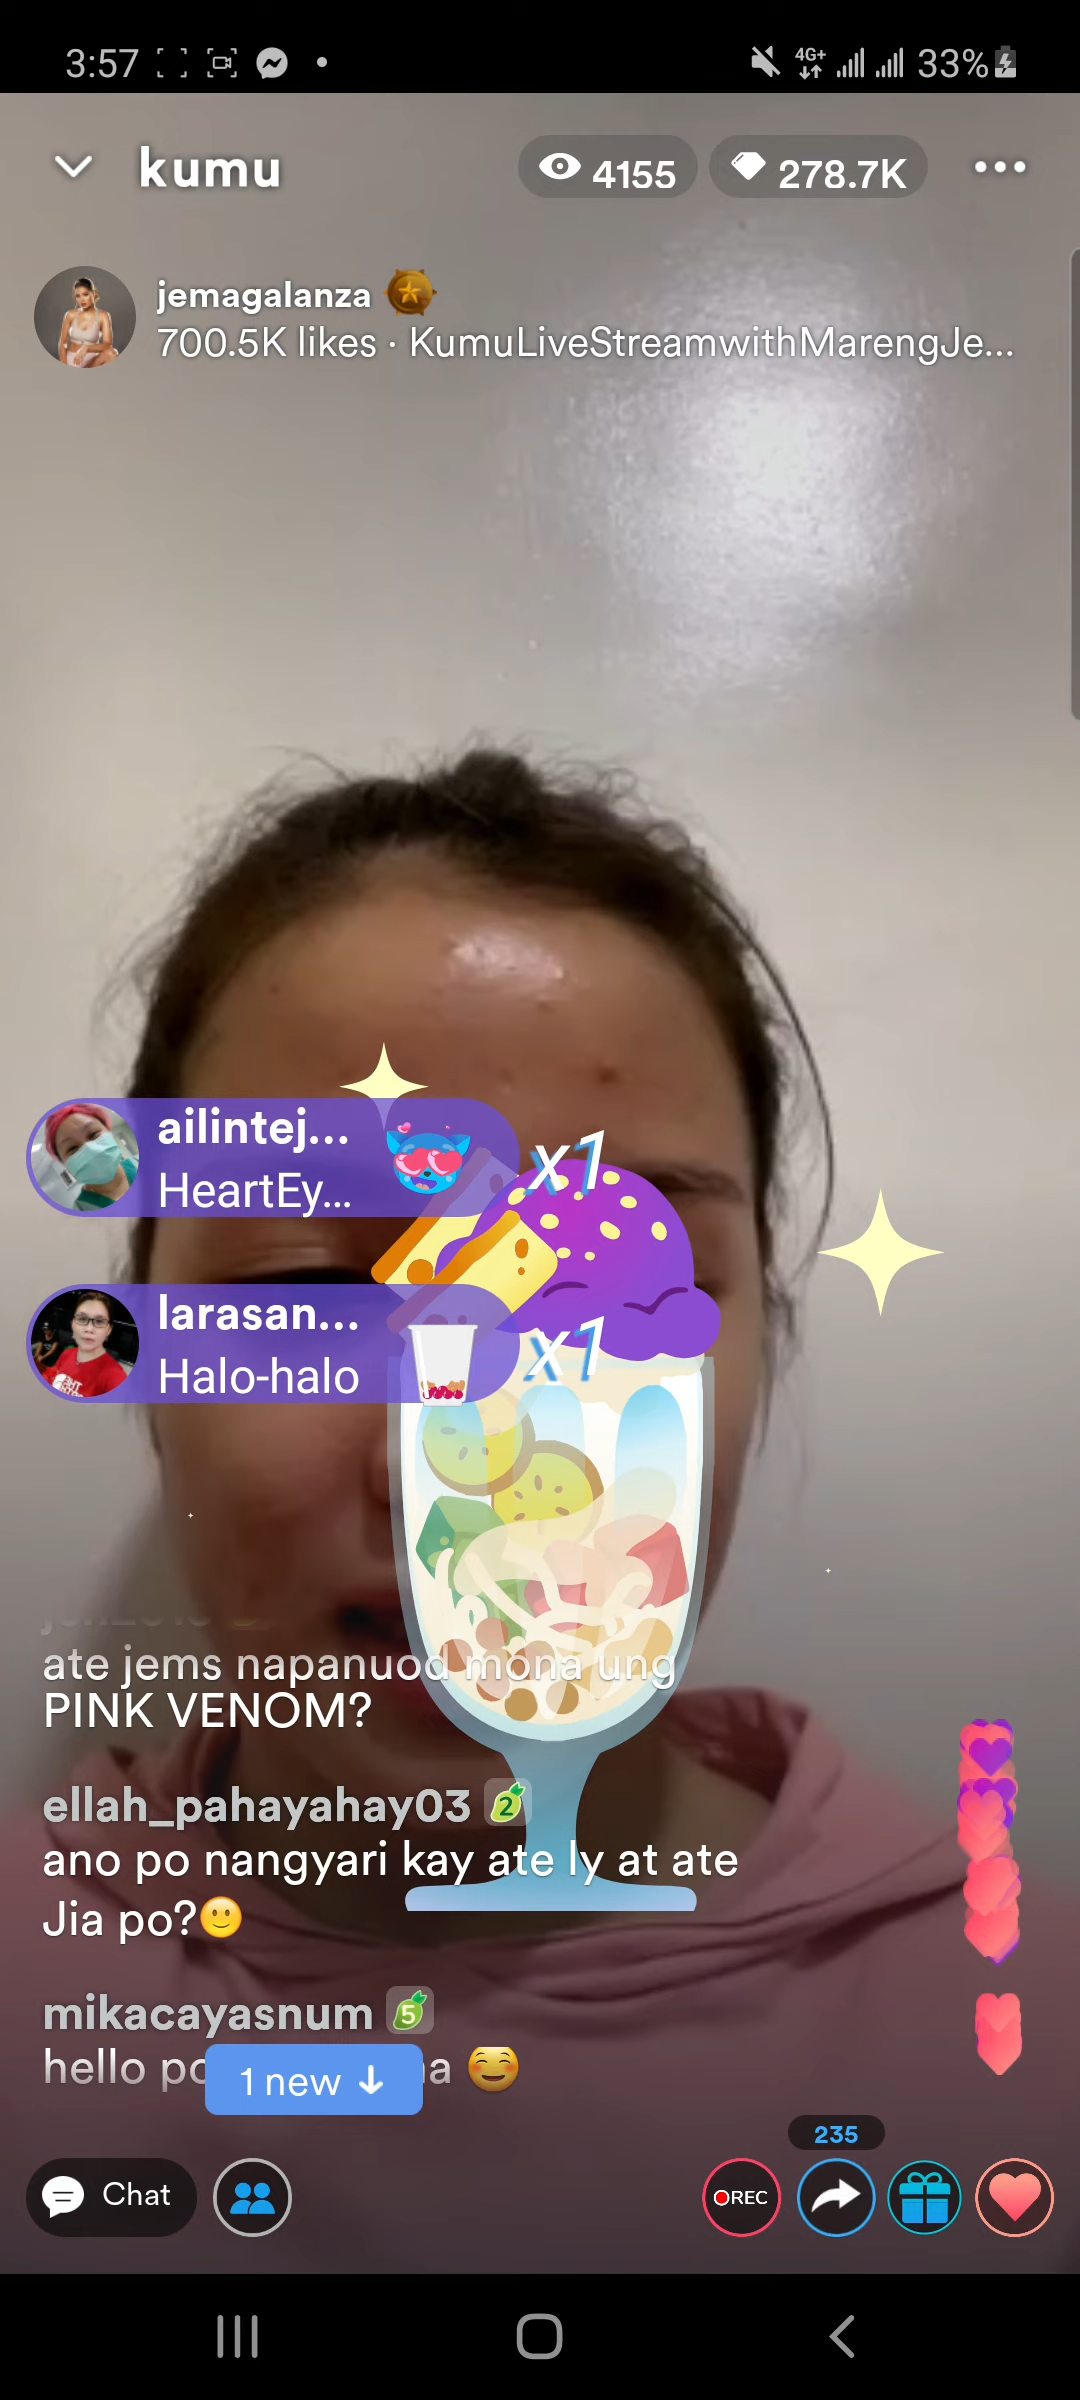 3:57
4G+
33%
kumu
4155
278.7K
jemagalanza
700.5K likes · KumuLiveStreamwithMarengJe...
ailintej...
HeartEy...
x1
larasan...
Halo-halo
x1
ate jems napanuod mona ung
PINK VENOM?
ellah_pahayahay03 2
ano po nangyari kay ate ly at ate
Jia po?🙂
mikacayasnum 5
hello
1 new ↓
235
Chat
REC